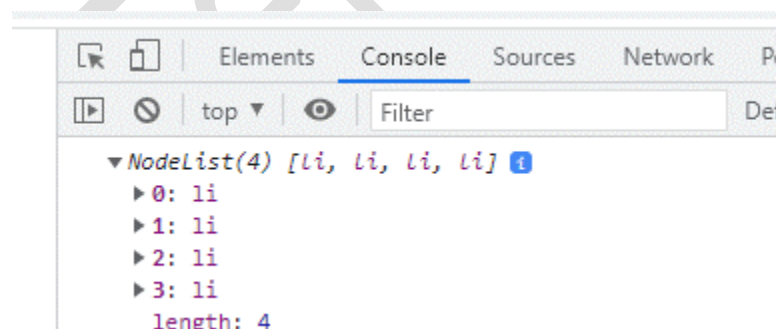 Elements Console Sources Network
top ▼ Filter
▼ NodeList(4) [li, li, li, li] i
▶ 0: li
▶ 1: li
▶ 2: li
▶ 3: li
length: 4